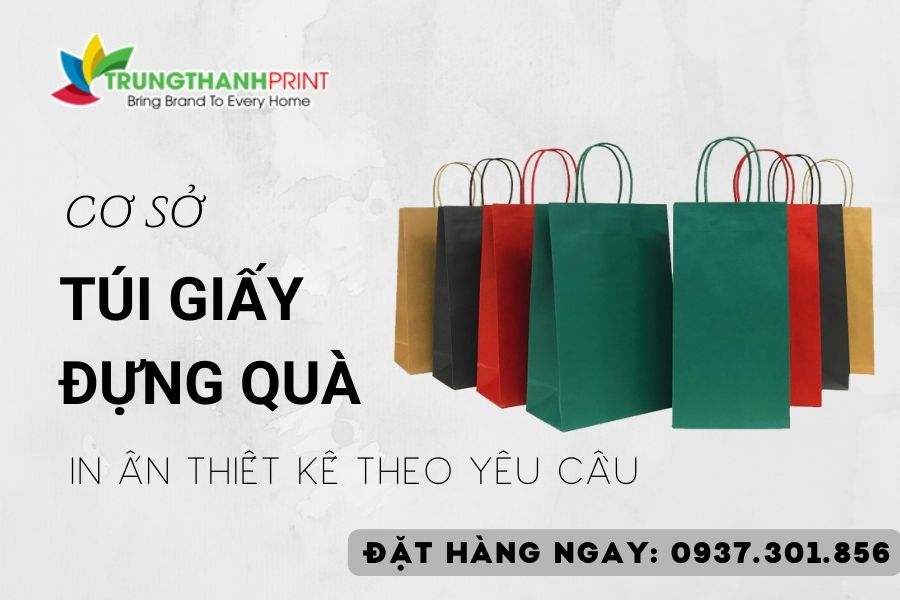 TRUNGTHANHPRINT
Bring Brand To Every Home
CƠ SỞ
TÚI GIẤY
ĐỰNG QUÀ
IN ẤN THIẾT KẾ THEO YÊU CẦU
ĐẶT HÀNG NGAY: 0937.301.856